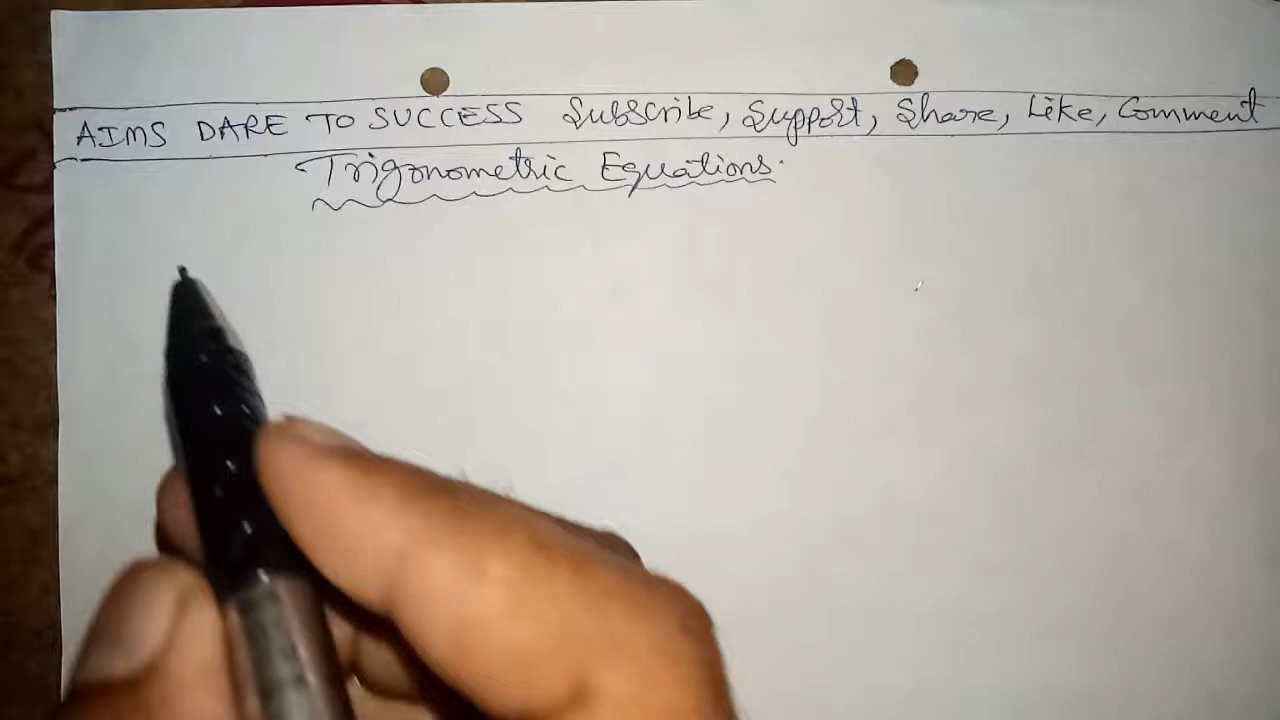 AIMS DARE TO SUCCESS Subscribe, Support, Share, Like, Comment
Trigonometric Equations.